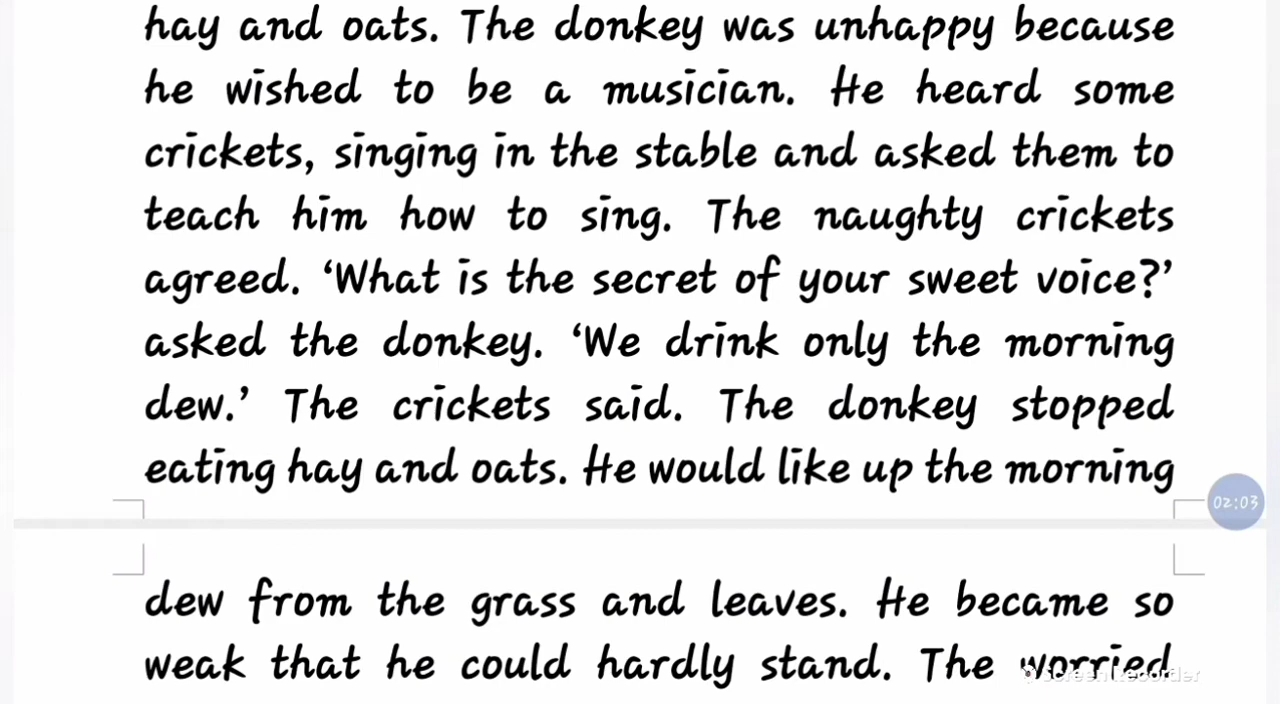 hay and oats. The donkey was unhappy because
he wished to be a musician. He heard some
crickets, singing in the stable and asked them to
teach him how to sing. The naughty crickets
agreed. ‘What is the secret of your sweet voice?’
asked the donkey. ‘We drink only the morning
dew.’ The crickets said. The donkey stopped
eating hay and oats. He would like up the morning
02:03
dew from the grass and leaves. He became so
weak that he could hardly stand. The worried
Screen Recorder